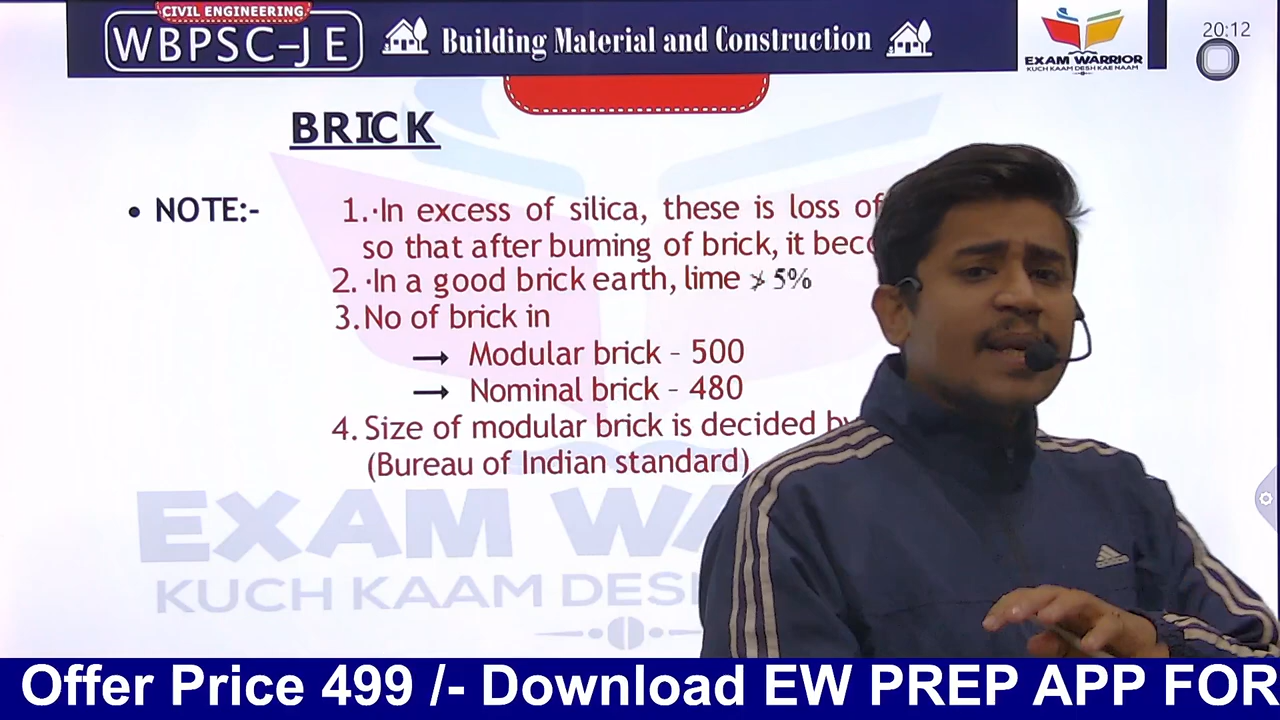 CIVIL ENGINEERING
WBPSC-JE
Building Material and Construction
EXAM WARRIOR
KUCH KAAM DESH KAE NAAM
20:12
BRICK
• NOTE:-
1.·In excess of silica, these is loss of
so that after burning of brick, it
2. ·In a good brick earth, lime ≯ 5%
3.No of brick in
→ Modular brick – 500
→ Nominal brick – 480
4. Size of modular brick is decided by
(Bureau of Indian standard)
EXAM
KUCH KAAM
Offer Price 499 /- Download EW PREP APP FOR